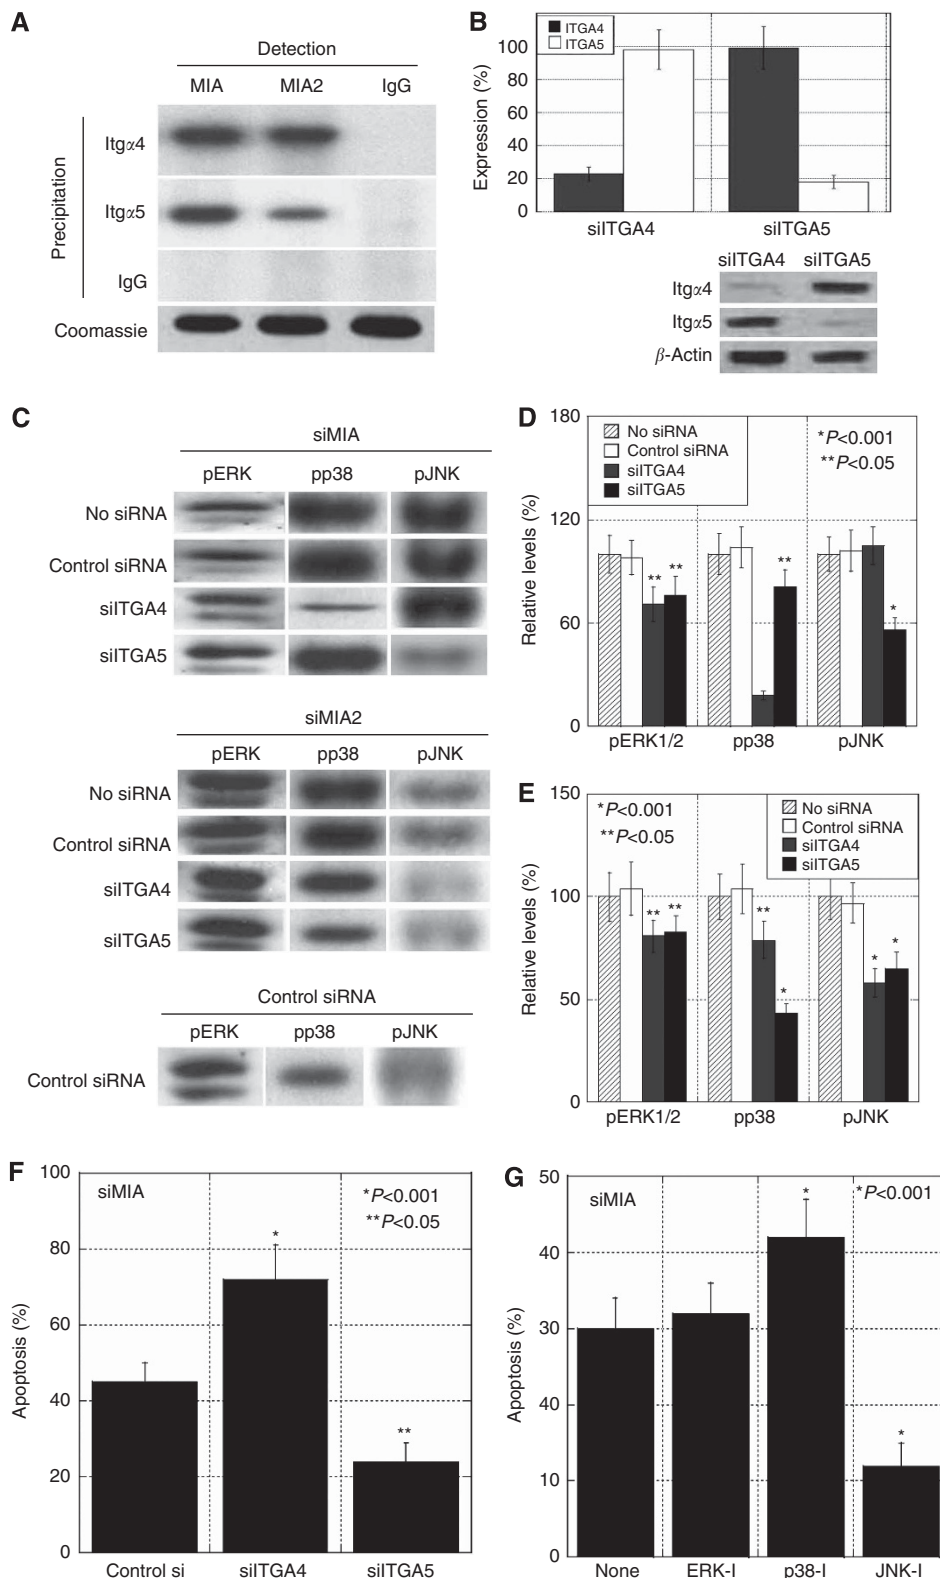 A
Detection
MIA MIA2 IgG
Precipitation
Itgα4
Itgα5
IgG
Coomassie
B
ITGA4
ITGA5
Expression (%)
100
80
60
40
20
0
siITGA4 siITGA5
siITGA4 siITGA5
Itgα4
Itgα5
β-Actin
C
siMIA
pERK pp38 pJNK
No siRNA
Control siRNA
siITGA4
siITGA5
siMIA2
pERK pp38 pJNK
No siRNA
Control siRNA
siITGA4
siITGA5
Control siRNA
pERK pp38 pJNK
Control siRNA
D
No siRNA
Control siRNA
siITGA4
siITGA5
*P<0.001
**P<0.05
Relative levels (%)
180
120
60
0
** ** ** *
pERK1/2 pp38 pJNK
E
*P<0.001
**P<0.05
No siRNA
Control siRNA
siITGA4
siITGA5
Relative levels (%)
150
100
50
0
** ** ** * * *
pERK1/2 pp38 pJNK
F
siMIA
*P<0.001
**P<0.05
Apoptosis (%)
100
80
60
40
20
0
* **
Control si siITGA4 siITGA5
G
siMIA
*P<0.001
Apoptosis (%)
50
40
30
40
10
0
* *
None ERK-I p38-I JNK-I